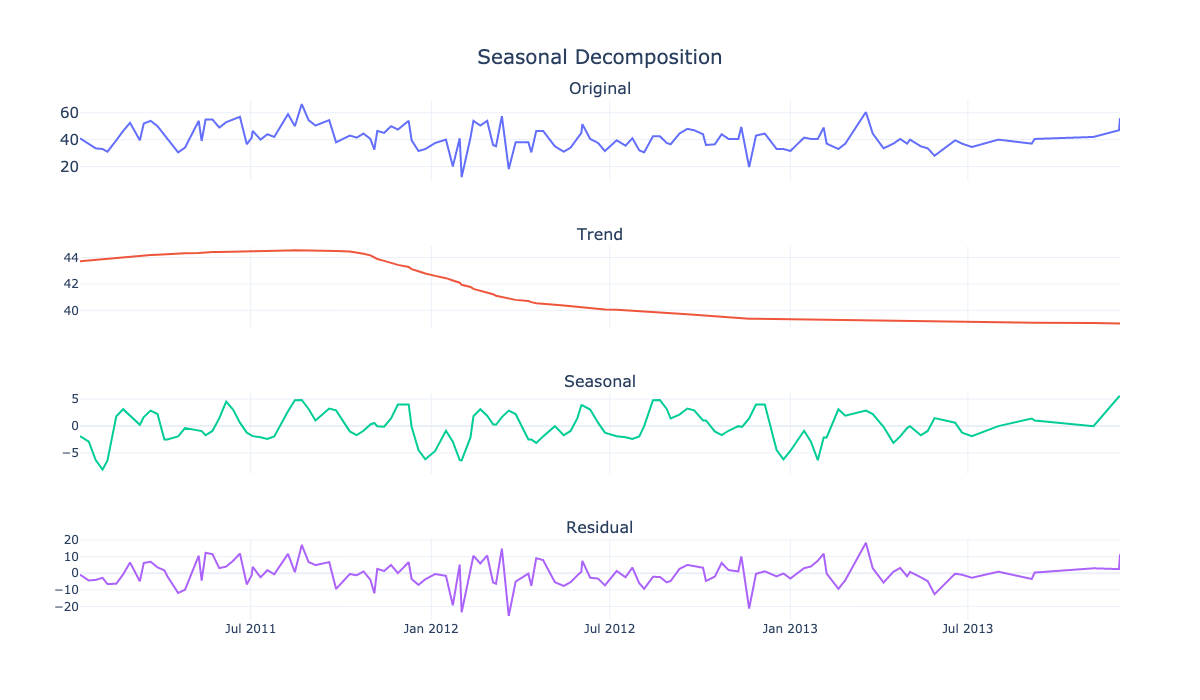 Seasonal Decomposition
Original
60
40
20
Trend
44
42
40
Seasonal
5
0
−5
Residual
20
10
0
−10
−20
Jul 2011 Jan 2012 Jul 2012 Jan 2013 Jul 2013